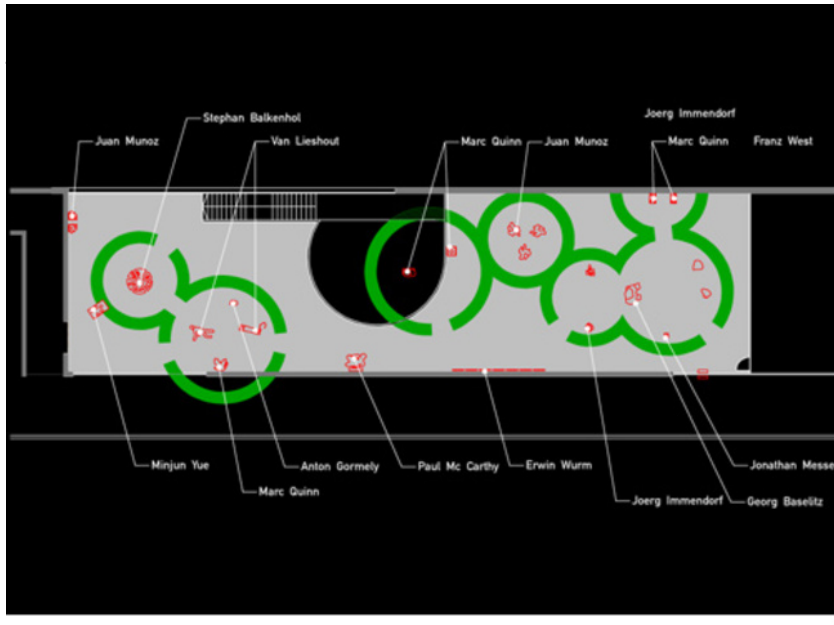 Joerg Immendorf
Stephan Balkenhol
Juan Munoz
Van Lieshout
Marc Quinn
Juan Munoz
Marc Quinn
Franz West
Minjun Yue
Anton Gormely
Paul Mc Carthy
Erwin Wurm
Jonathan Messe
Marc Quinn
Joerg Immendorf
Georg Baselitz